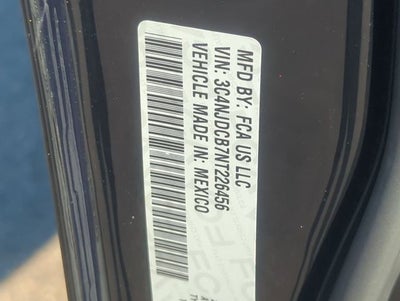 MFD BY: FCA US LLC
VIN: 3C4NJDCB7NT226456
VEHICLE MADE IN: MEXICO